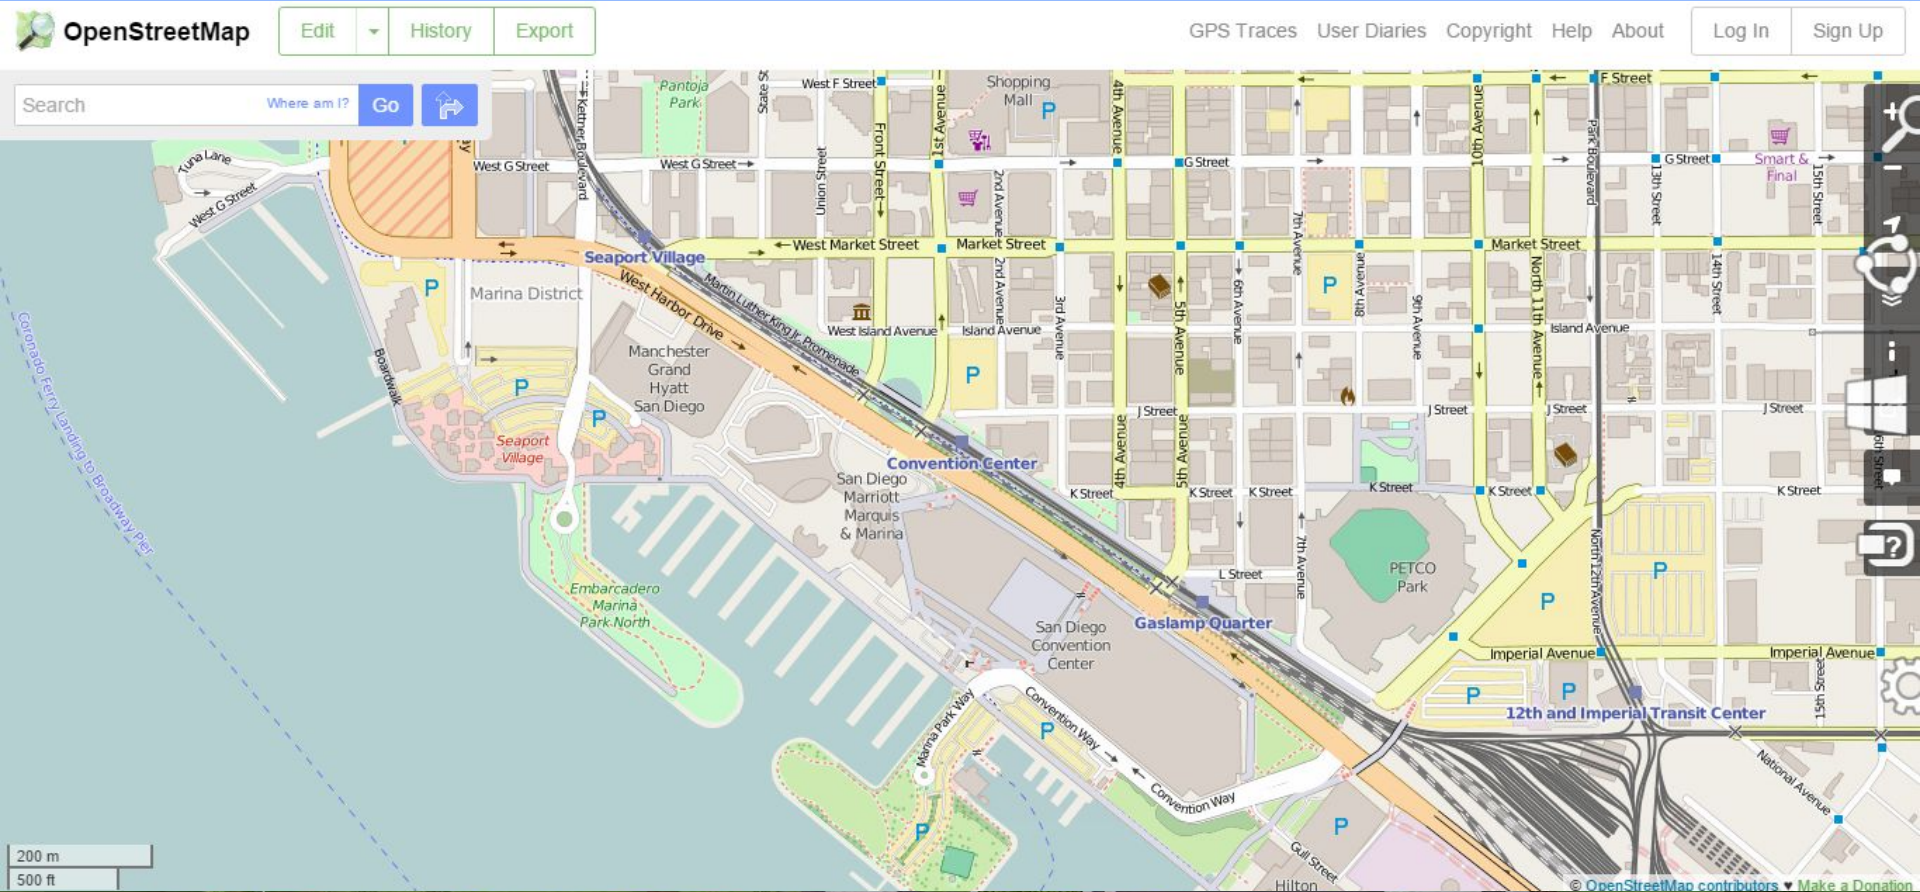 OpenStreetMap
Edit
History
Export
GPS Traces
User Diaries
Copyright
Help
About
Log In
Sign Up
Search
Where am I?
Go
Pantoja
Park
West F Street
Shopping
Mall
P
F Street
Kettner Boulevard
Front Street
1st Avenue
4th Avenue
10th Avenue
Park Boulevard
Tuna Lane
West G Street
West G Street
West G Street
Union Street
G Street
G Street
13th Street
Smart &
Final
15th Street
2nd Avenue
7th Avenue
Seaport Village
West Market Street
Market Street
Market Street
P
Marina District
West Harbor Drive
Martin Luther King Jr. Promenade
2nd Avenue
3rd Avenue
5th Avenue
6th Avenue
P
8th Avenue
9th Avenue
North 11th Avenue
14th Street
West Island Avenue
Island Avenue
Island Avenue
Coronado Ferry Landing to Broadway Pier
Boardwalk
Manchester
Grand
Hyatt
San Diego
P
P
P
J Street
J Street
J Street
J Street
Seaport
Village
Convention Center
4th Avenue
5th Avenue
San Diego
Marriott
Marquis
& Marina
K Street
K Street
K Street
K Street
K Street
K Street
Embarcadero
Marina
Park North
L Street
7th Avenue
PETCO
Park
P
P
North 12th Avenue
San Diego
Convention
Center
Gaslamp Quarter
Imperial Avenue
Imperial Avenue
Marina Park Way
Convention Way
P
P
P
12th and Imperial Transit Center
15th Street
Convention Way
National Avenue
P
P
Gull Street
Hilton
200 m
500 ft
© OpenStreetMap contributors ♥ Make a Donation